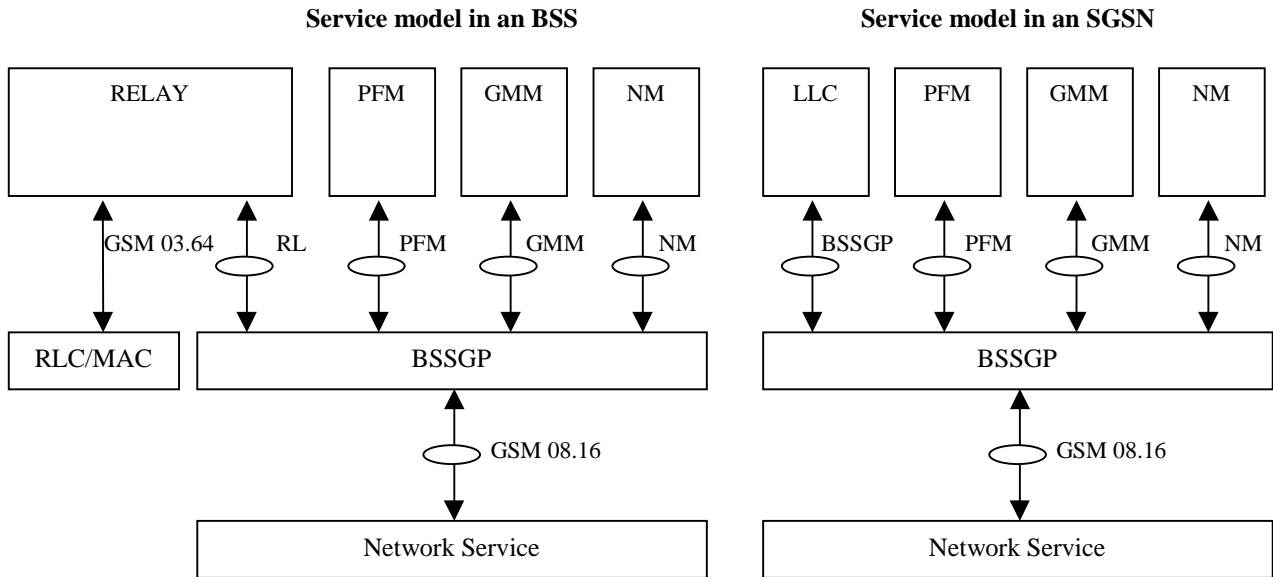 Service model in an BSS
Service model in an SGSN
RELAY
PFM
GMM
NM
LLC
PFM
GMM
NM
GSM 03.64
RL
PFM
GMM
NM
BSSGP
PFM
GMM
NM
RLC/MAC
BSSGP
BSSGP
GSM 08.16
GSM 08.16
Network Service
Network Service